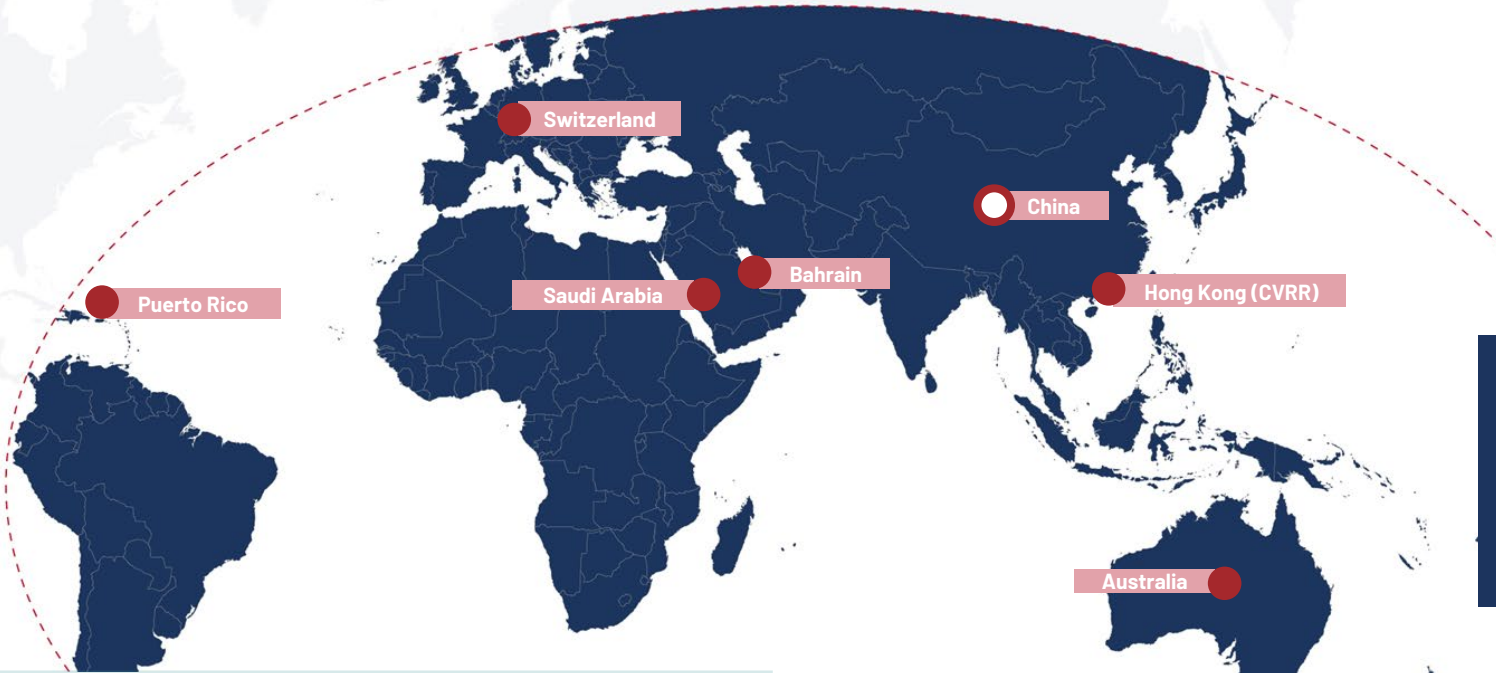 Switzerland
China
Bahrain
Saudi Arabia
Hong Kong (CVRR)
Puerto Rico
Australia